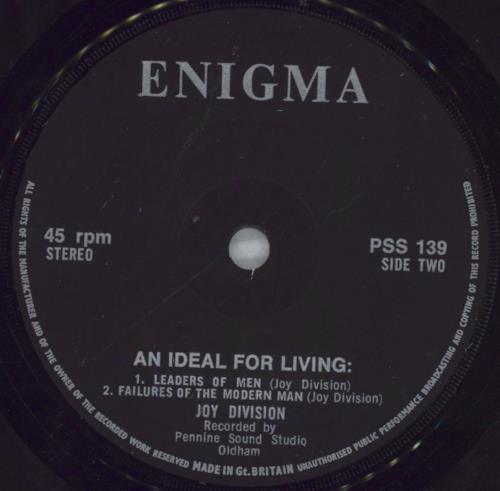 ENIGMA
45 rpm
STEREO
PSS 139
SIDE TWO
AN IDEAL FOR LIVING:
1. LEADERS OF MEN (Joy Division)
2. FAILURES OF THE MODERN MAN (Joy Division)
JOY DIVISION
Recorded by
Pennine Sound Studio
Oldham
ALL RIGHTS OF THE MANUFACTURER AND OF THE OWNER OF THE RECORDED WORK RESERVED MADE IN Gt. BRITAIN UNAUTHORISED PUBLIC PERFORMANCE BROADCASTING AND COPYING OF THIS RECORD PROHIBITED